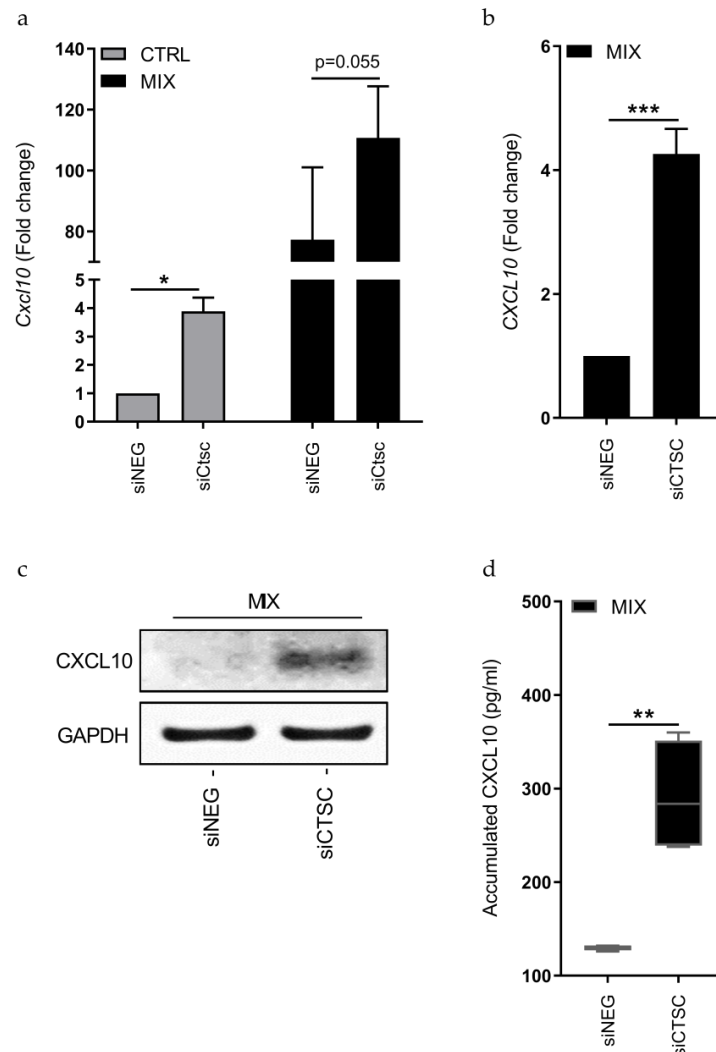 a
140
120
100
80
5
4
3
2
1
0
Cxcl10 (Fold change)
CTRL
MIX
*
p=0.055
siNEG
siCtsc
siNEG
siCtsc
b
6
4
2
0
CXCL10 (Fold change)
MIX
***
siNEG
siCTSC
c
MIX
CXCL10
GAPDH
siNEG
siCTSC
d
500
400
300
200
100
Accumulated CXCL10 (pg/ml)
MIX
**
siNEG
siCTSC